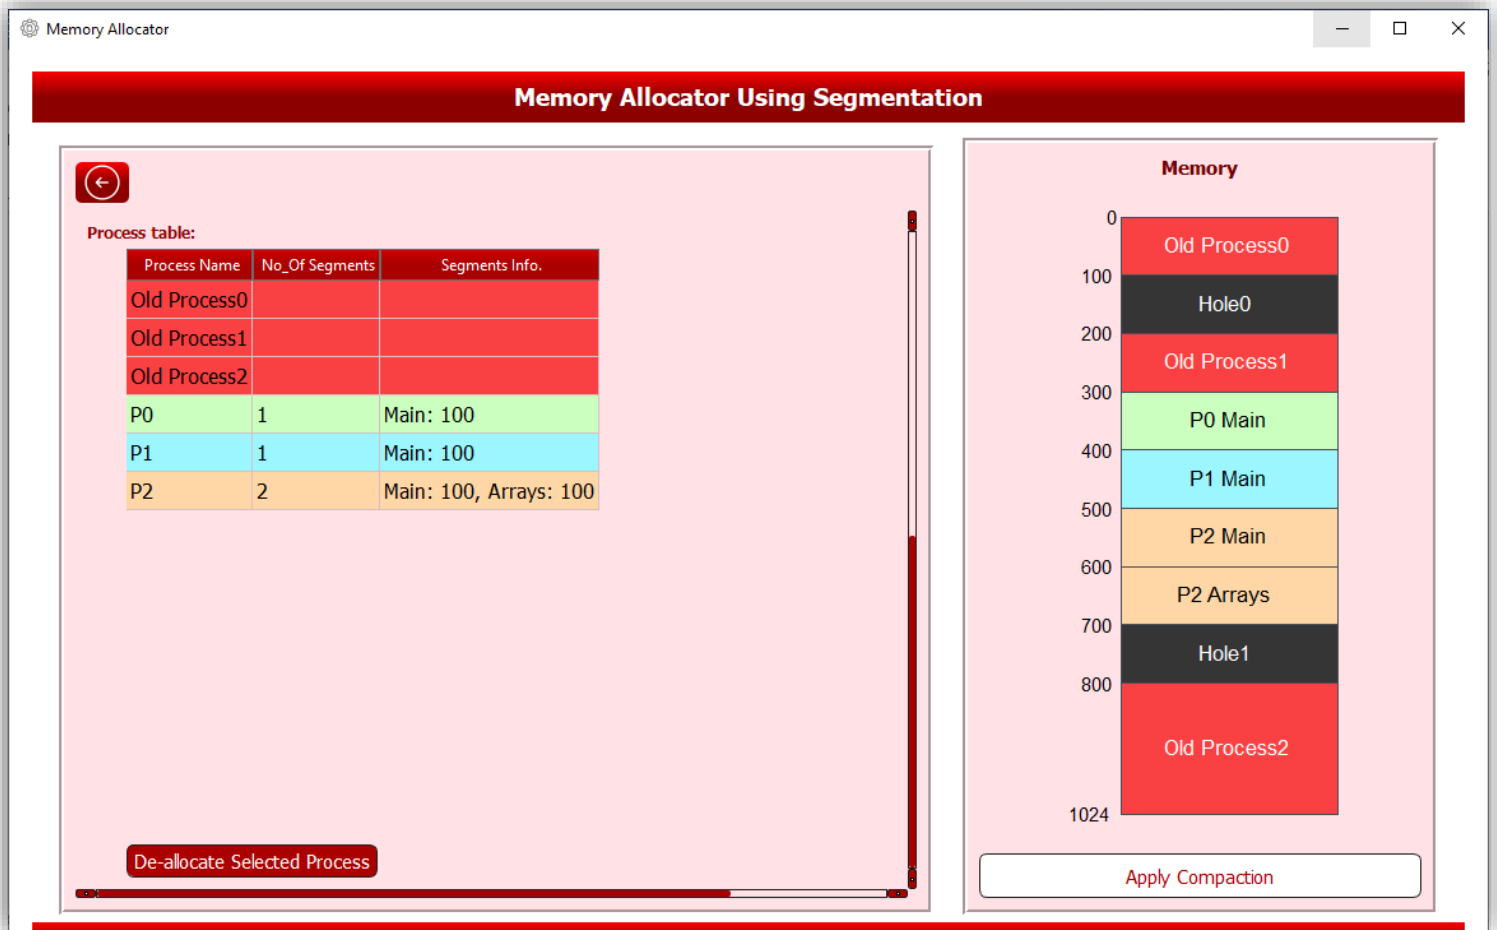 Memory Allocator
Memory Allocator Using Segmentation
Process table:
Process Name No_Of Segments Segments Info.
Old Process0
Old Process1
Old Process2
P0 1 Main: 100
P1 1 Main: 100
P2 2 Main: 100, Arrays: 100
De-allocate Selected Process
Memory
0
Old Process0
100
Hole0
200
Old Process1
300
P0 Main
400
P1 Main
500
P2 Main
600
P2 Arrays
700
Hole1
800
Old Process2
1024
Apply Compaction